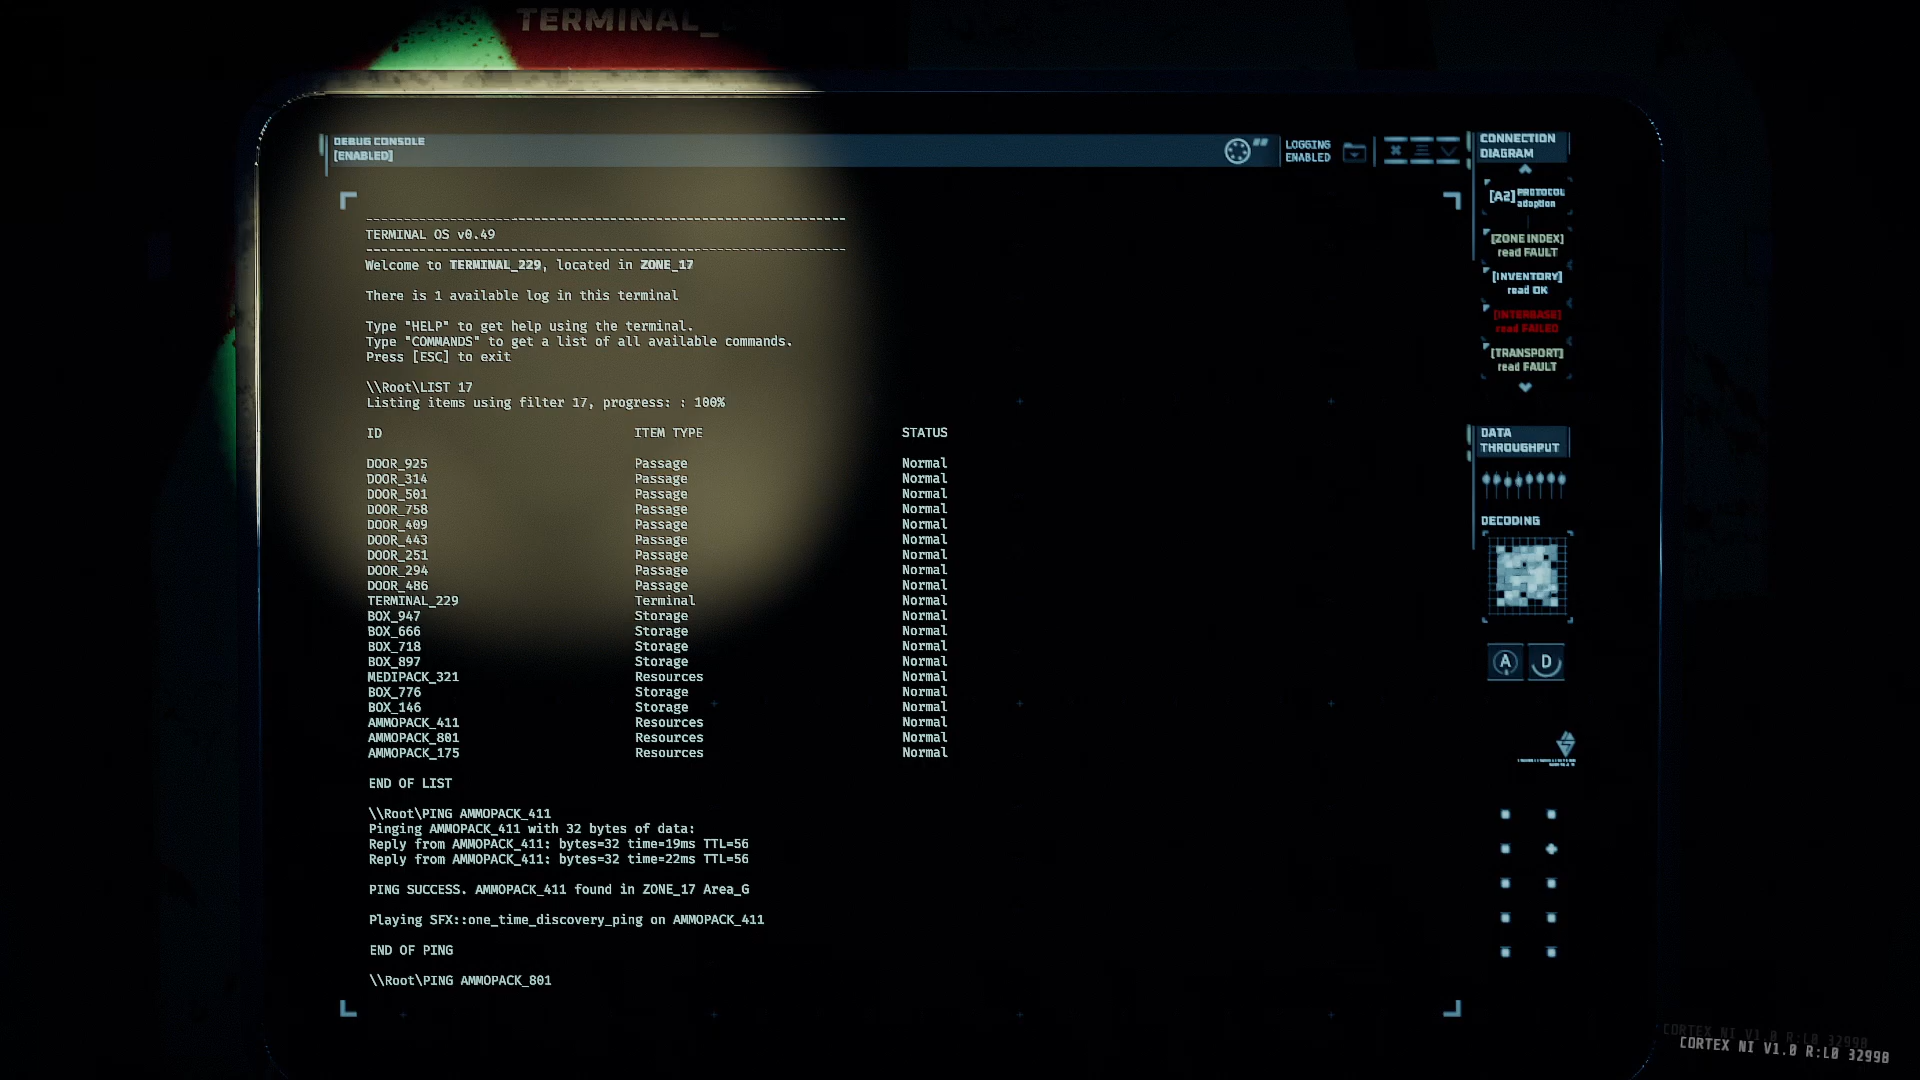 TERMINAL_
DEBUG CONSOLE
[ENABLED]
LOGGING
ENABLED
--------------------------------------------------------------
TERMINAL OS v0.49
--------------------------------------------------------------
Welcome to TERMINAL_229, located in ZONE_17
There is 1 available log in this terminal
Type "HELP" to get help using the terminal.
Type "COMMANDS" to get a list of all available commands.
Press [ESC] to exit
\\Root\LIST 17
Listing items using filter 17, progress: : 100%
ID ITEM TYPE STATUS
DOOR_925 Passage Normal
DOOR_314 Passage Normal
DOOR_501 Passage Normal
DOOR_758 Passage Normal
DOOR_409 Passage Normal
DOOR_443 Passage Normal
DOOR_251 Passage Normal
DOOR_294 Passage Normal
DOOR_486 Passage Normal
TERMINAL_229 Terminal Normal
BOX_947 Storage Normal
BOX_666 Storage Normal
BOX_718 Storage Normal
BOX_897 Storage Normal
MEDIPACK_321 Resources Normal
BOX_776 Storage Normal
BOX_146 Storage Normal
AMMOPACK_411 Resources Normal
AMMOPACK_801 Resources Normal
AMMOPACK_175 Resources Normal
END OF LIST
\\Root\PING AMMOPACK_411
Pinging AMMOPACK_411 with 32 bytes of data:
Reply from AMMOPACK_411: bytes=32 time=19ms TTL=56
Reply from AMMOPACK_411: bytes=32 time=22ms TTL=56
PING SUCCESS. AMMOPACK_411 found in ZONE_17 Area_G
Playing SFX::one_time_discovery_ping on AMMOPACK_411
END OF PING
\\Root\PING AMMOPACK_801
CONNECTION
DIAGRAM
[A2] PROTOCOL
adaption
[ZONE INDEX]
read FAULT
[INVENTORY]
read OK
[INTERBASE]
read FAILED
[TRANSPORT]
read FAULT
DATA
THROUGHPUT
DECODING
A D
CORTEX NI V1.0 R:L0 32998